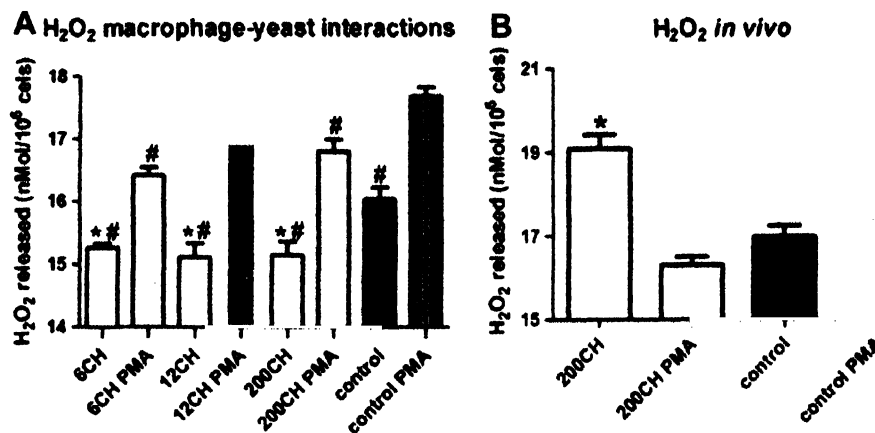 A H₂O₂ macrophage-yeast interactions
H₂O₂ released (nMol/10⁶ cels)
18
17
16
15
14
*#
#
*#
*#
#
#
6CH
6CH PMA
12CH
12CH PMA
200CH
200CH PMA
control
control PMA
B H₂O₂ in vivo
H₂O₂ released (nMol/10⁶ cels)
21
19
17
15
*
200CH
200CH PMA
control
control PMA